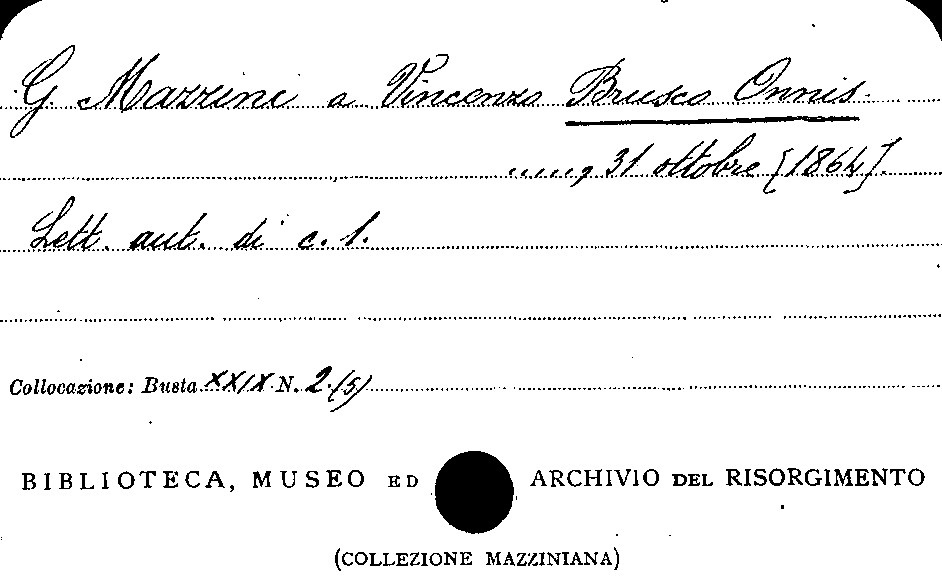 G. Mazzini a Vincenzo Brusco Onnis.
....., 31 ottobre [1864].
Lett. aut. di c. 1.
Collocazione: Busta XXIX N. 2 (5)
BIBLIOTECA, MUSEO ED ARCHIVIO DEL RISORGIMENTO
(COLLEZIONE MAZZINIANA)